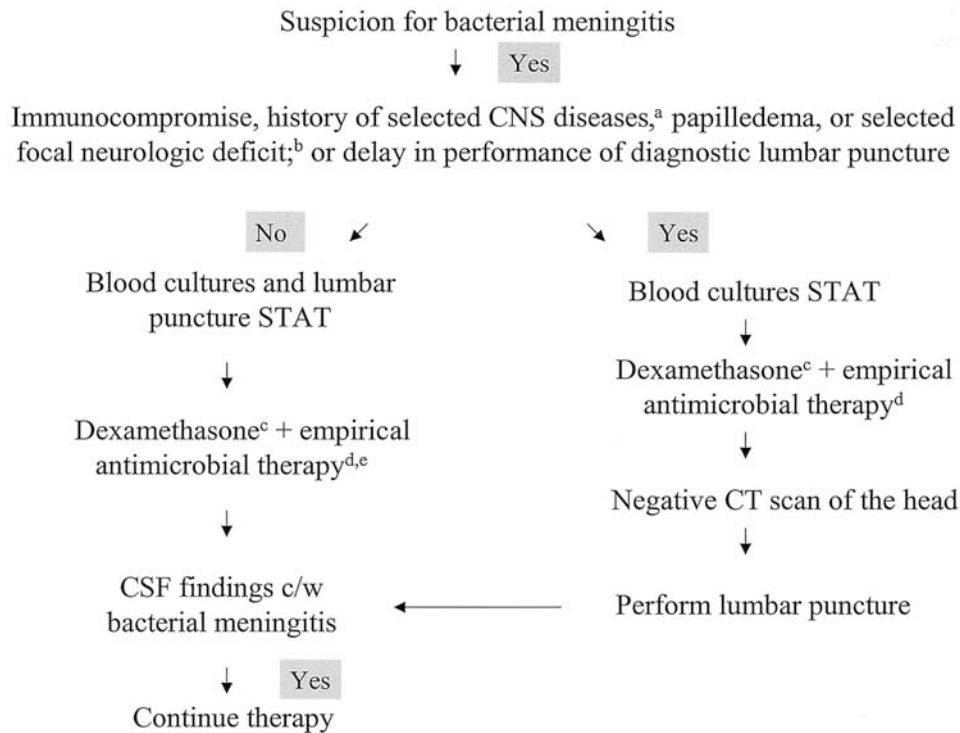 Suspicion for bacterial meningitis
Yes
Immunocompromise, history of selected CNS diseases,ᵃ papilledema, or selected
focal neurologic deficit;ᵇ or delay in performance of diagnostic lumbar puncture
No
Yes
Blood cultures and lumbar
puncture STAT
Blood cultures STAT
Dexamethasoneᶜ + empirical
antimicrobial therapyᵈ
Dexamethasoneᶜ + empirical
antimicrobial therapyᵈ,ᵉ
Negative CT scan of the head
CSF findings c/w
bacterial meningitis
Perform lumbar puncture
Yes
Continue therapy